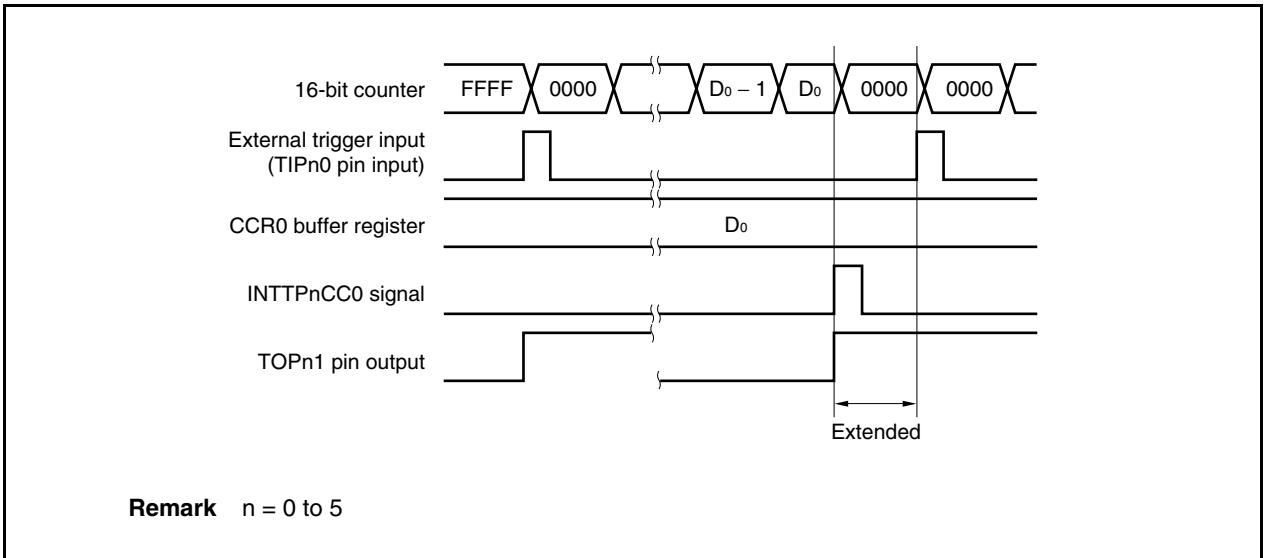 16-bit counter FFFF 0000 D0 − 1 D0 0000 0000
External trigger input
(TIPn0 pin input)
CCR0 buffer register D0
INTTPnCC0 signal
TOPn1 pin output
Extended
Remark n = 0 to 5